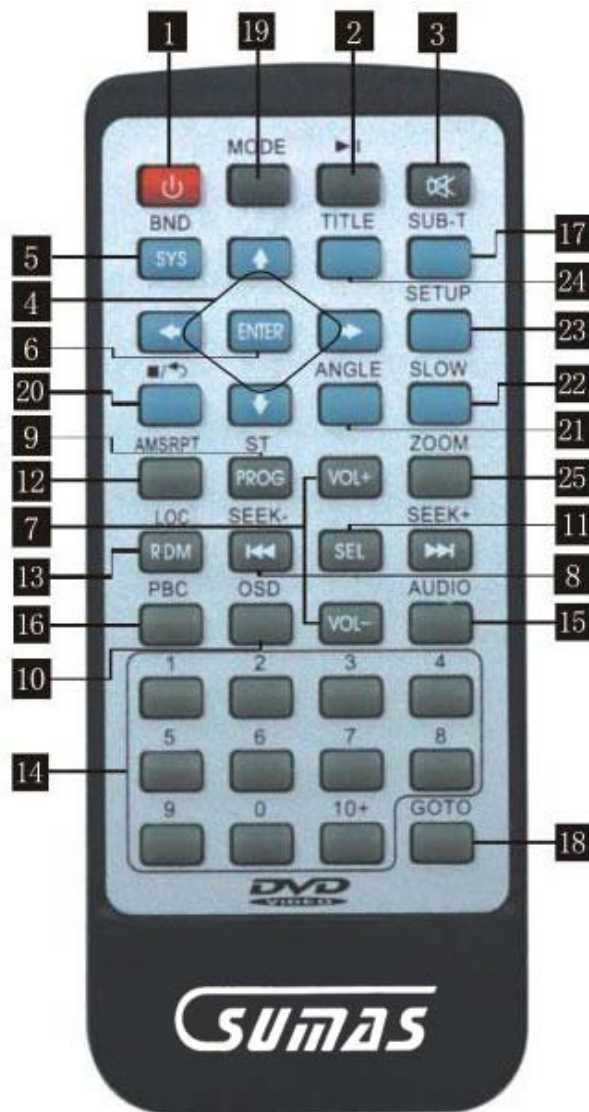 1 19 2 3
MODE ▶II
BND TITLE SUB-T 17
5 SYS 24
4 SETUP
ENTER 23
6
■/↩ ANGLE SLOW
20 22
9 21
AMSRPT ST ZOOM
12 PROG VOL+ 25
7 LOC SEEK- SEEK+ 11
13 RDM |◀◀ SEL ▶▶| 8
PBC OSD AUDIO
16 VOL- 15
10
1 2 3 4
5 6 7 8
14
9 0 10+ GOTO
18
DVD
VIDEO
SUMAS